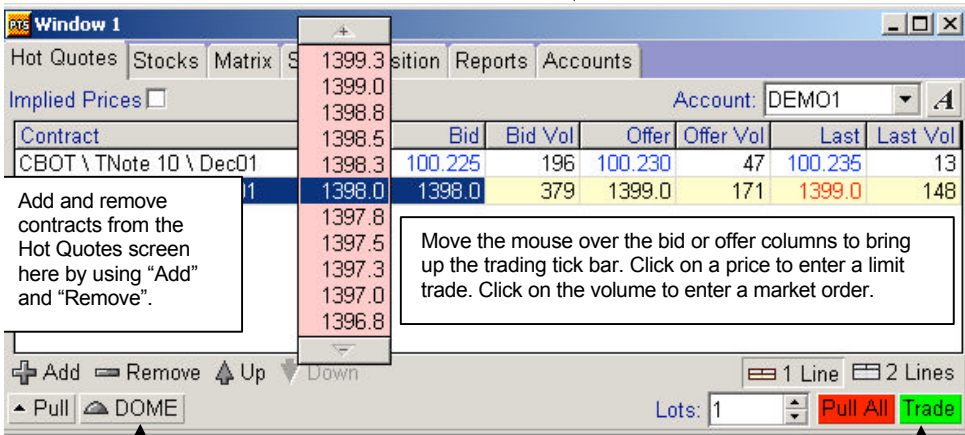 PTS Window 1
Hot Quotes Stocks Matrix S sition Reports Accounts
Implied Prices Account: DEMO1 A
Contract Bid Bid Vol Offer Offer Vol Last Last Vol
CBOT \ TNote 10 \ Dec01 100.225 196 100.230 47 100.235 13
1398.0 379 1399.0 171 1399.0 148
+
1399.3
1399.0
1398.8
1398.5
1398.3
1398.0
1397.8
1397.5
1397.3
1397.0
1396.8
Add and remove
contracts from the
Hot Quotes screen
here by using “Add”
and “Remove”.
Move the mouse over the bid or offer columns to bring
up the trading tick bar. Click on a price to enter a limit
trade. Click on the volume to enter a market order.
Add Remove Up Down 1 Line 2 Lines
Pull DOME Lots: 1 Pull All Trade